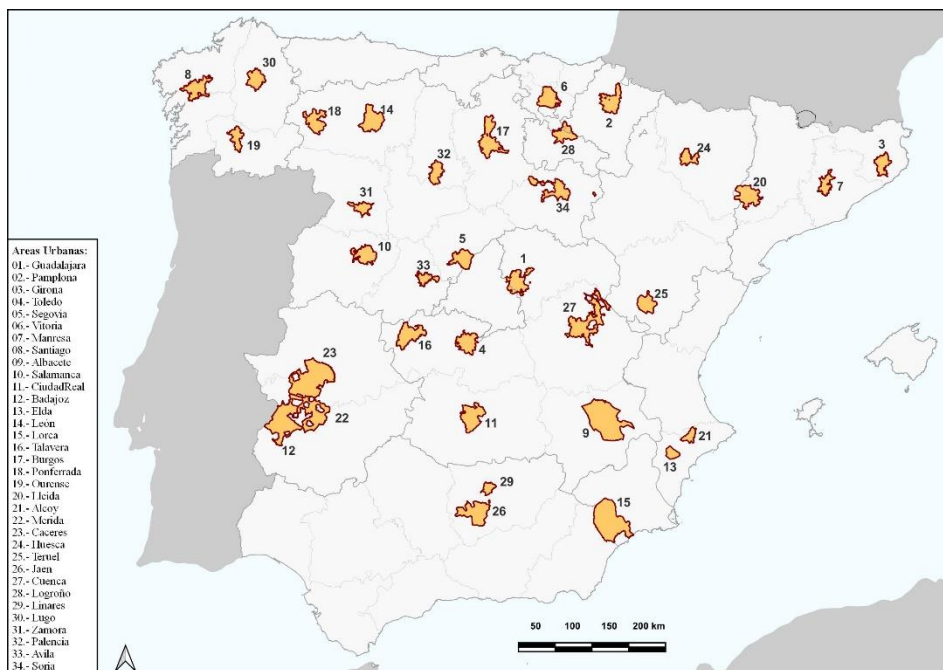 30
8
6
18
14
2
17
28
19
32
24
3
20
7
31
34
10
5
33
1
25
27
16
4
23
22
11
9
21
12
13
29
26
15
Areas Urbanas:
01.- Guadalajara
02.- Pamplona
03.- Girona
04.- Toledo
05.- Segovia
06.- Vitoria
07.- Manresa
08.- Santiago
09.- Albacete
10.- Salamanca
11.- CiudadReal
12.- Badajoz
13.- Elda
14.- León
15.- Lorca
16.- Talavera
17.- Burgos
18.- Ponferrada
19.- Ourense
20.- Lleida
21.- Alcoy
22.- Merida
23.- Caceres
24.- Huesca
25.- Teruel
26.- Jaen
27.- Cuenca
28.- Logroño
29.- Linares
30.- Lugo
31.- Zamora
32.- Palencia
33.- Avila
34.- Soria
50 100 150 200 km